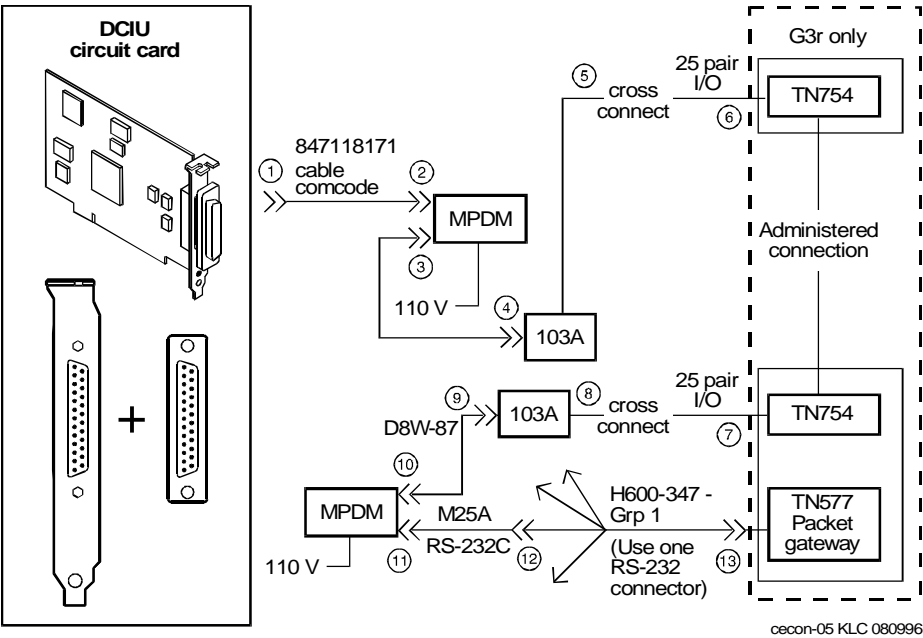 DCIU
circuit card
1
847118171
cable
comcode
2
MPDM
3
110 V
4
103A
5
cross
connect
25 pair
I/O
6
G3r only
TN754
Administered
connection
25 pair
I/O
7
TN754
8
cross
connect
9
103A
D8W-87
10
MPDM
110 V
11
M25A
RS-232C
12
H600-347 -
Grp 1
(Use one
RS-232
connector)
13
TN577
Packet
gateway
cecon-05 KLC 080996